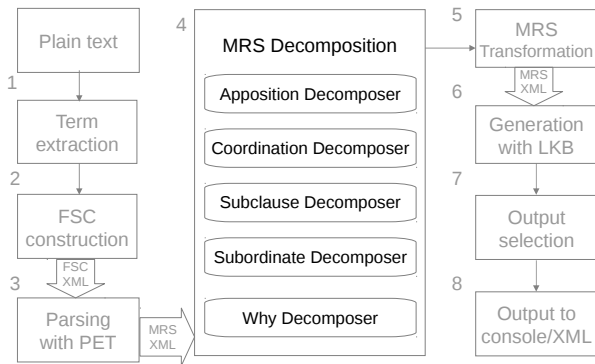 Plain text
1
Term
extraction
2
FSC
construction
FSC
XML
3
Parsing
with PET
MRS
XML
4
MRS Decomposition
Apposition Decomposer
Coordination Decomposer
Subclause Decomposer
Subordinate Decomposer
Why Decomposer
5
MRS
Transformation
MRS
XML
6
Generation
with LKB
7
Output
selection
8
Output to
console/XML